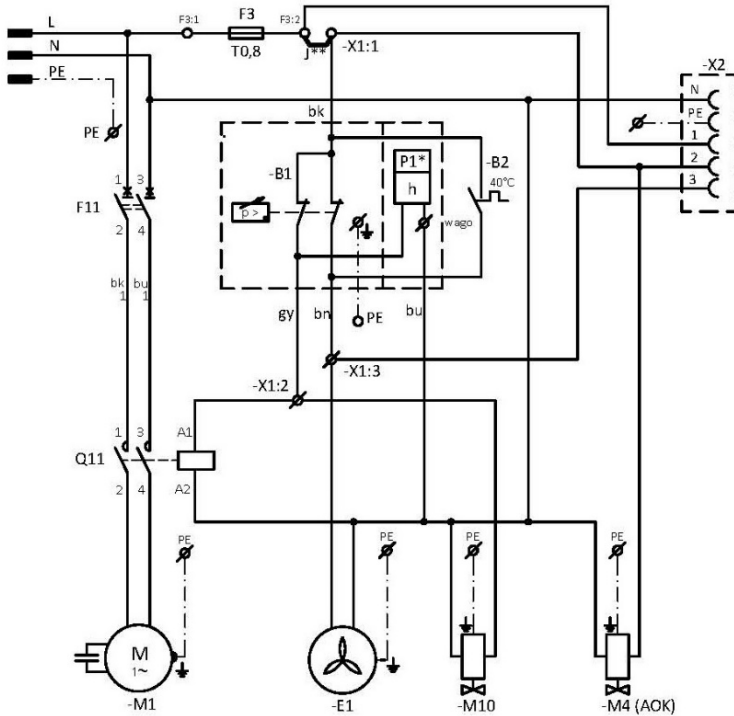 L
F3:1
F3
F3:2
T0,8
J**
-X1:1
N
PE
PE
-X2
N
PE
1
2
3
bk
-B1
P1*
h
-B2
40°C
wago
p >
1
3
F11
2
4
bk
1
bu
1
gy
bn
PE
bu
-X1:3
-X1:2
1
3
A1
Q11
2
4
A2
PE
PE
PE
PE
M
1~
-M1
-E1
-M10
-M4 (AOK)